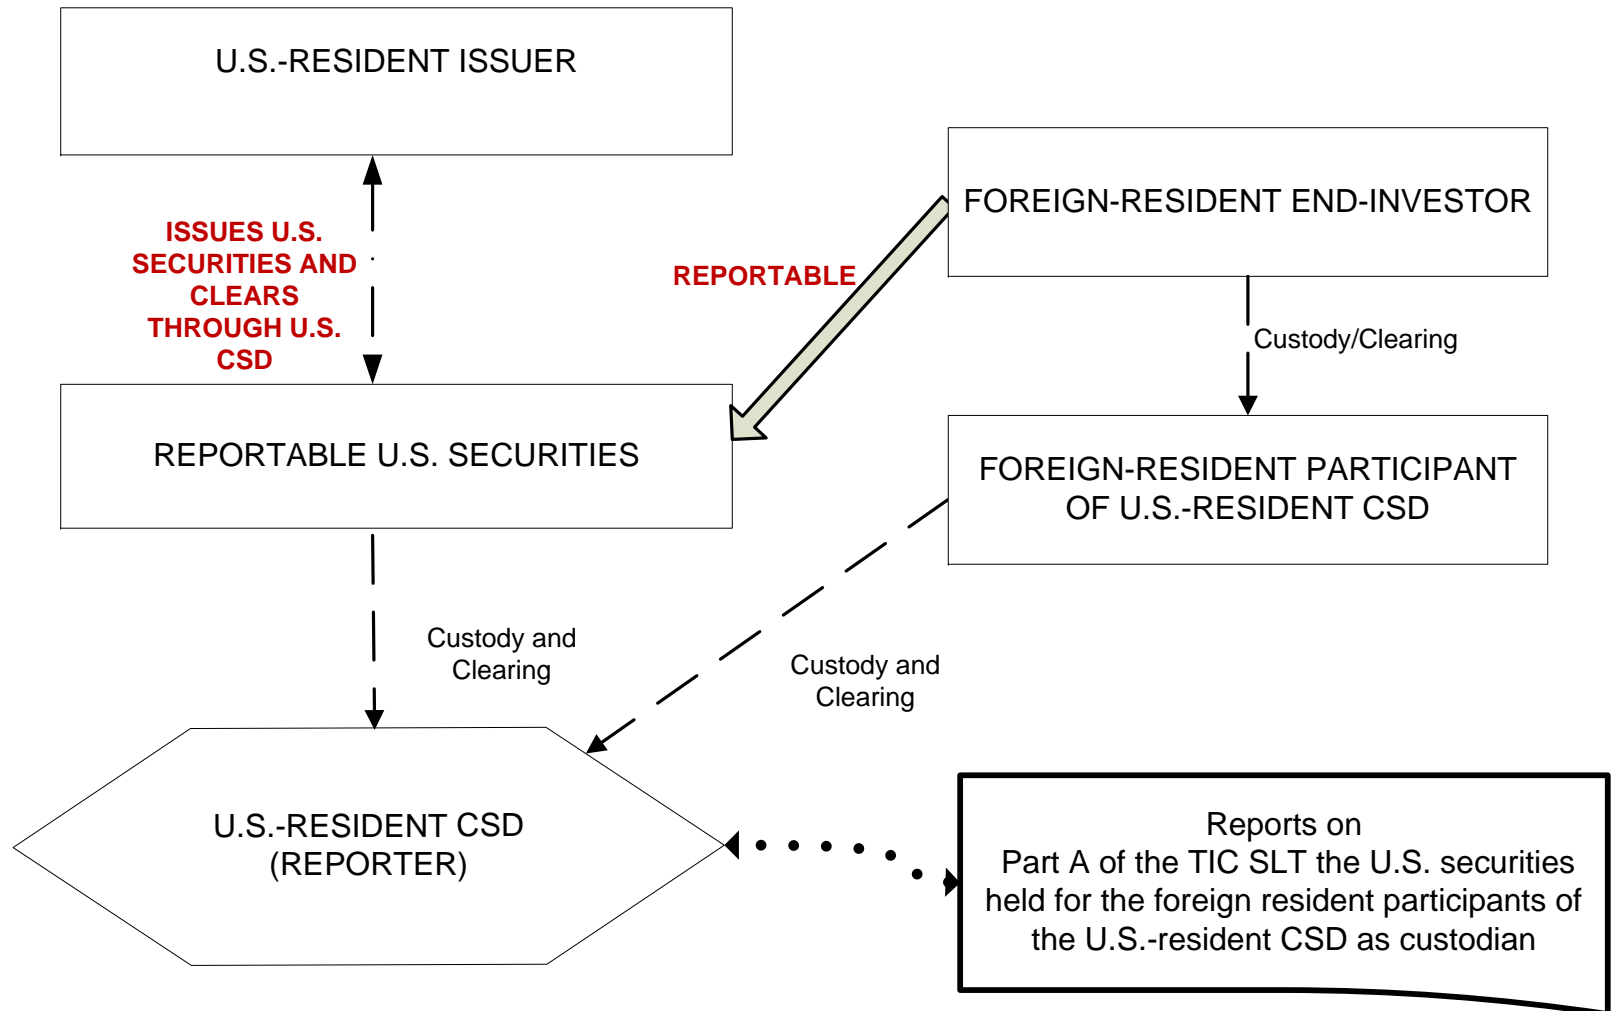 U.S.-RESIDENT ISSUER
FOREIGN-RESIDENT END-INVESTOR
ISSUES U.S.
SECURITIES AND
CLEARS
THROUGH U.S.
CSD
REPORTABLE
Custody/Clearing
REPORTABLE U.S. SECURITIES
FOREIGN-RESIDENT PARTICIPANT
OF U.S.-RESIDENT CSD
Custody and
Clearing
Custody and
Clearing
U.S.-RESIDENT CSD
(REPORTER)
Reports on
Part A of the TIC SLT the U.S. securities
held for the foreign resident participants of
the U.S.-resident CSD as custodian